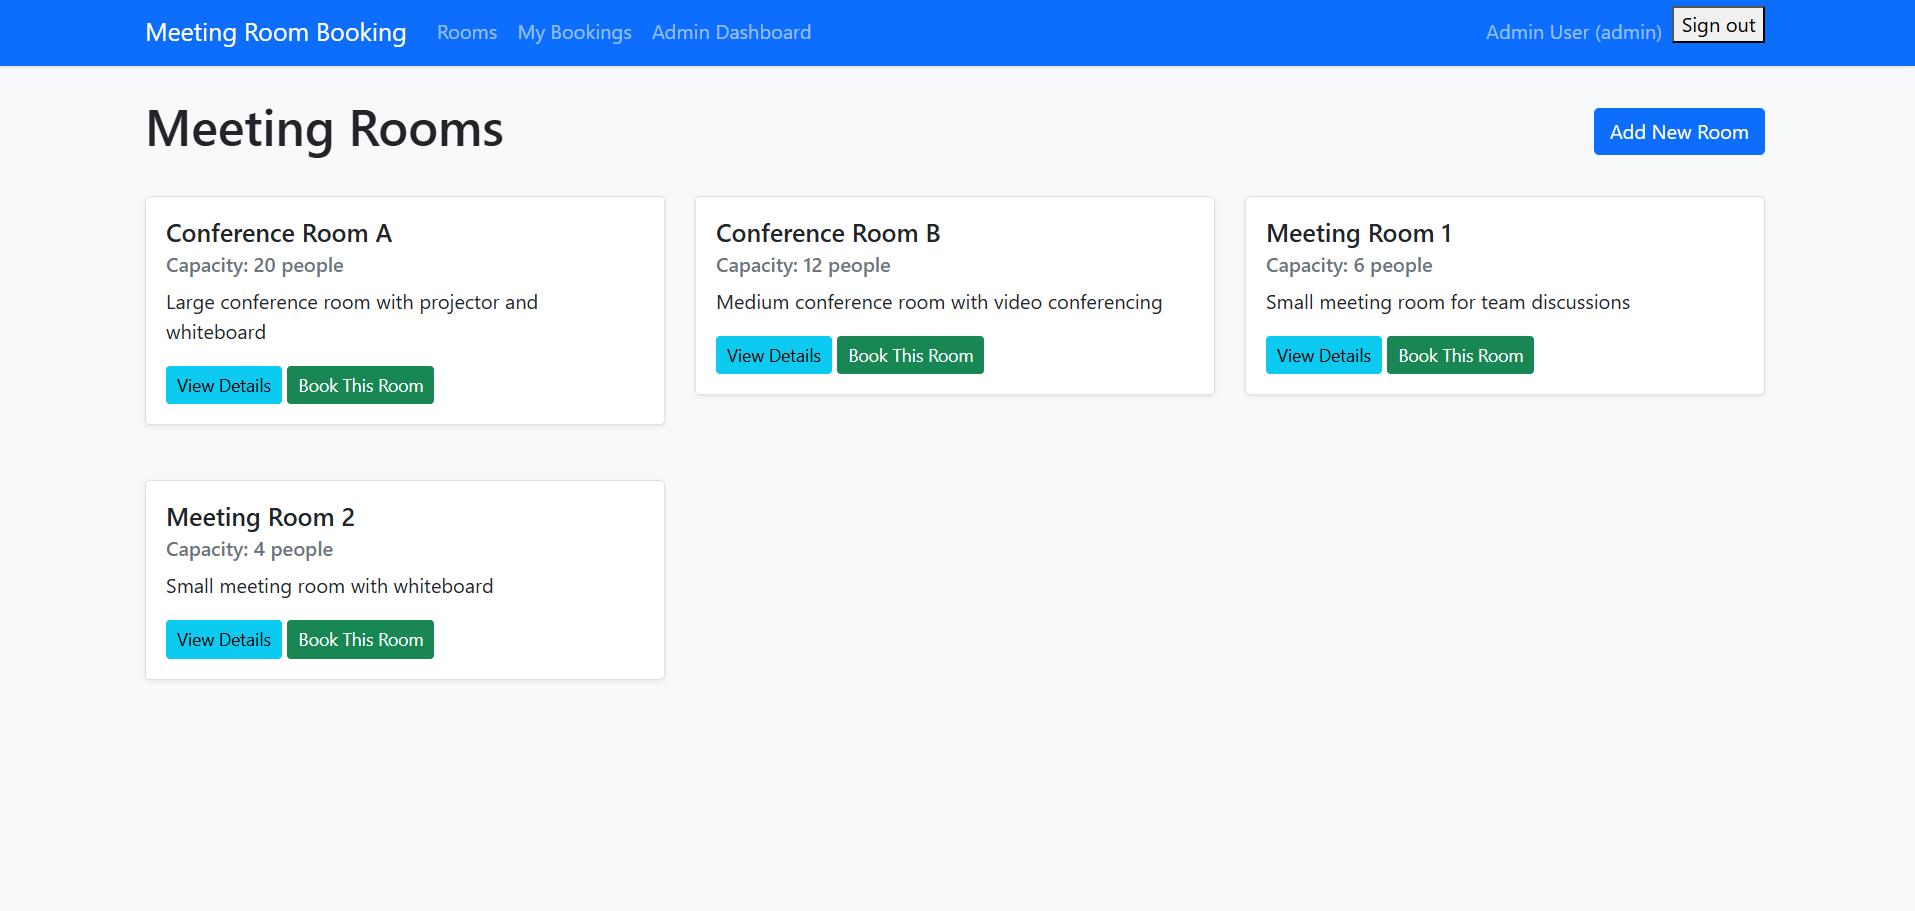 Meeting Room Booking Rooms My Bookings Admin Dashboard Admin User (admin) Sign out
Meeting Rooms
Add New Room
Conference Room A
Capacity: 20 people
Large conference room with projector and
whiteboard
View Details Book This Room
Conference Room B
Capacity: 12 people
Medium conference room with video conferencing
View Details Book This Room
Meeting Room 1
Capacity: 6 people
Small meeting room for team discussions
View Details Book This Room
Meeting Room 2
Capacity: 4 people
Small meeting room with whiteboard
View Details Book This Room